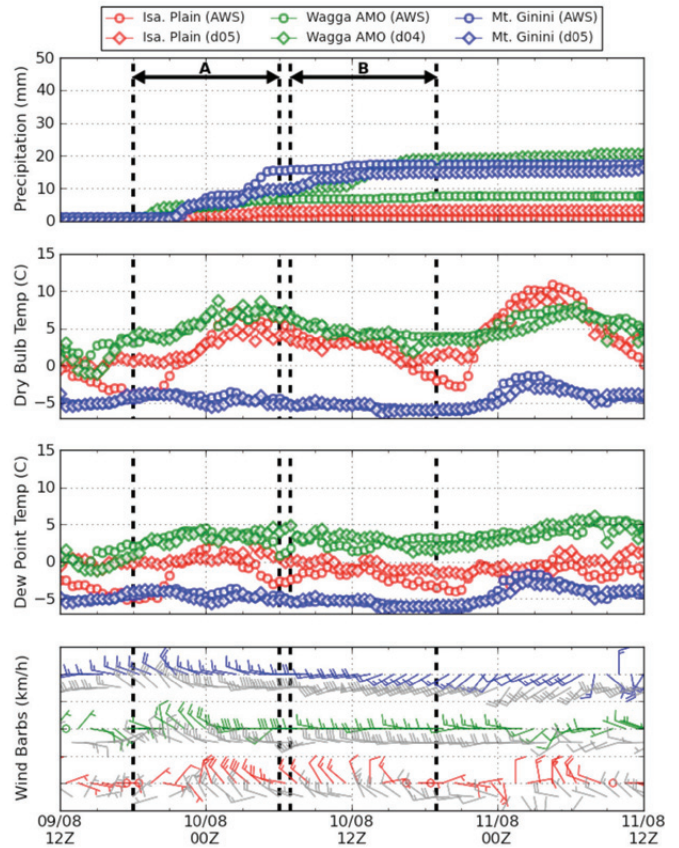 Isa. Plain (AWS) Wagga AMO (AWS) Mt. Ginini (AWS)
Isa. Plain (d05) Wagga AMO (d04) Mt. Ginini (d05)
A B
Precipitation (mm)
50
40
30
20
10
0
Dry Bulb Temp (C)
15
10
5
0
−5
Dew Point Temp (C)
15
10
5
0
−5
Wind Barbs (km/h)
09/08 10/08 10/08 11/08 11/08
12Z 00Z 12Z 00Z 12Z